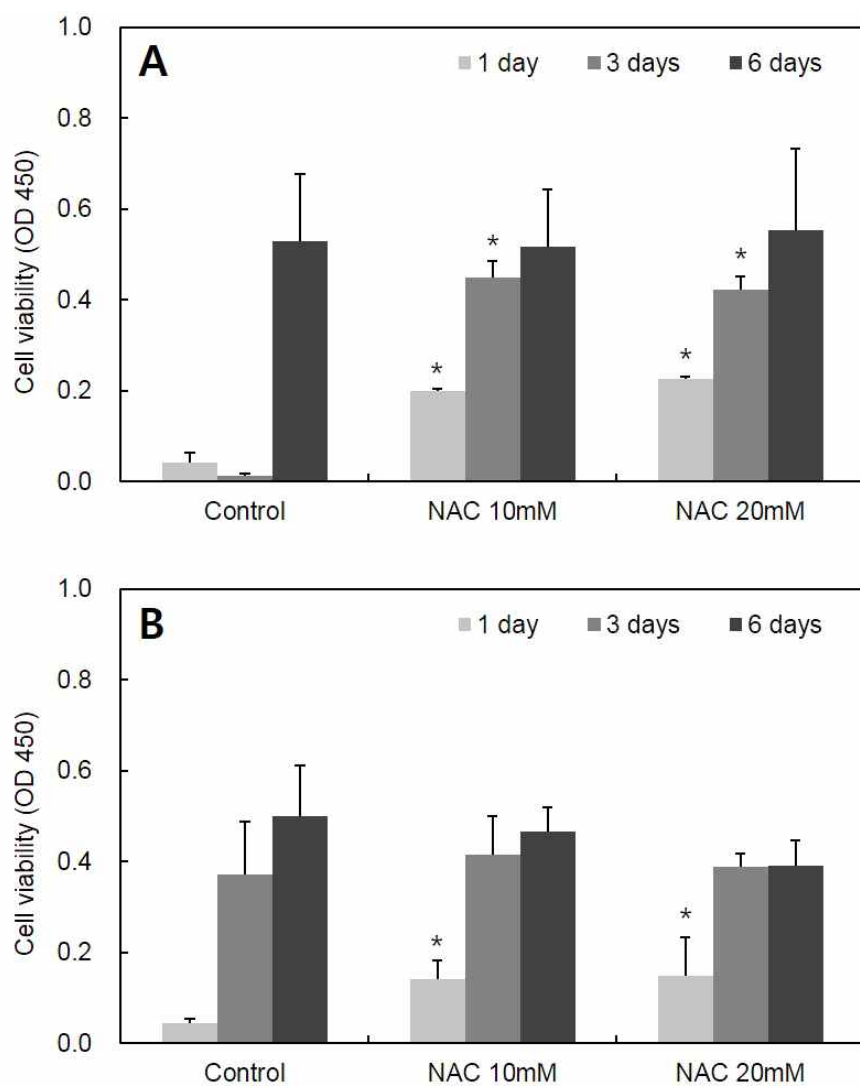 A
1 day 3 days 6 days
Cell viability (OD 450)
1.0
0.8
0.6
0.4
0.2
0.0
* * * *
Control NAC 10mM NAC 20mM
B
1 day 3 days 6 days
Cell viability (OD 450)
1.0
0.8
0.6
0.4
0.2
0.0
* *
Control NAC 10mM NAC 20mM